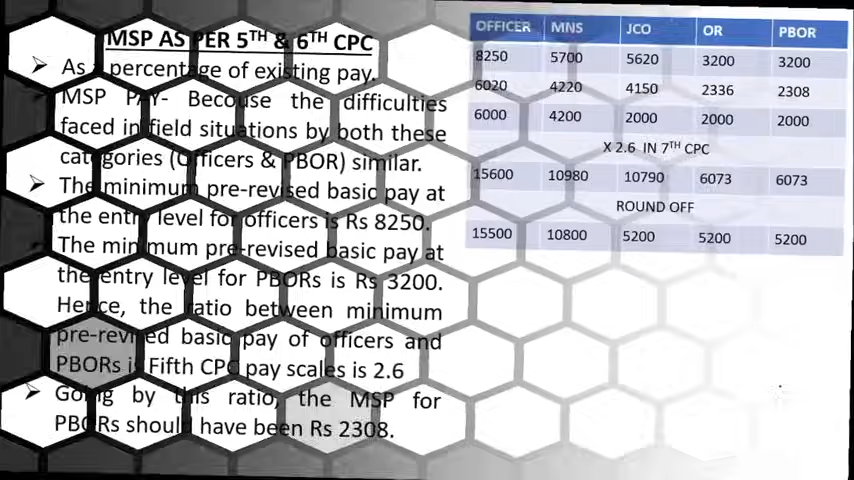 MSP AS PER 5TH & 6TH CPC
As a percentage of existing pay.
MSP PAY- Becouse the difficulties
faced in field situations by both these
categories (Officers & PBOR) similar.
The minimum pre-revised basic pay at
the entry level for officers is Rs 8250.
The minimum pre-revised basic pay at
the entry level for PBORs is Rs 3200.
Hence, the ratio between minimum
pre-revised basic pay of officers and
PBORs is Fifth CPC pay scales is 2.6
Going by this ratio, the MSP for
PBORs should have been Rs 2308.
OFFICER MNS JCO OR PBOR
8250 5700 5620 3200 3200
6020 4220 4150 2336 2308
6000 4200 2000 2000 2000
X 2.6 IN 7TH CPC
15600 10980 10790 6073 6073
ROUND OFF
15500 10800 5200 5200 5200